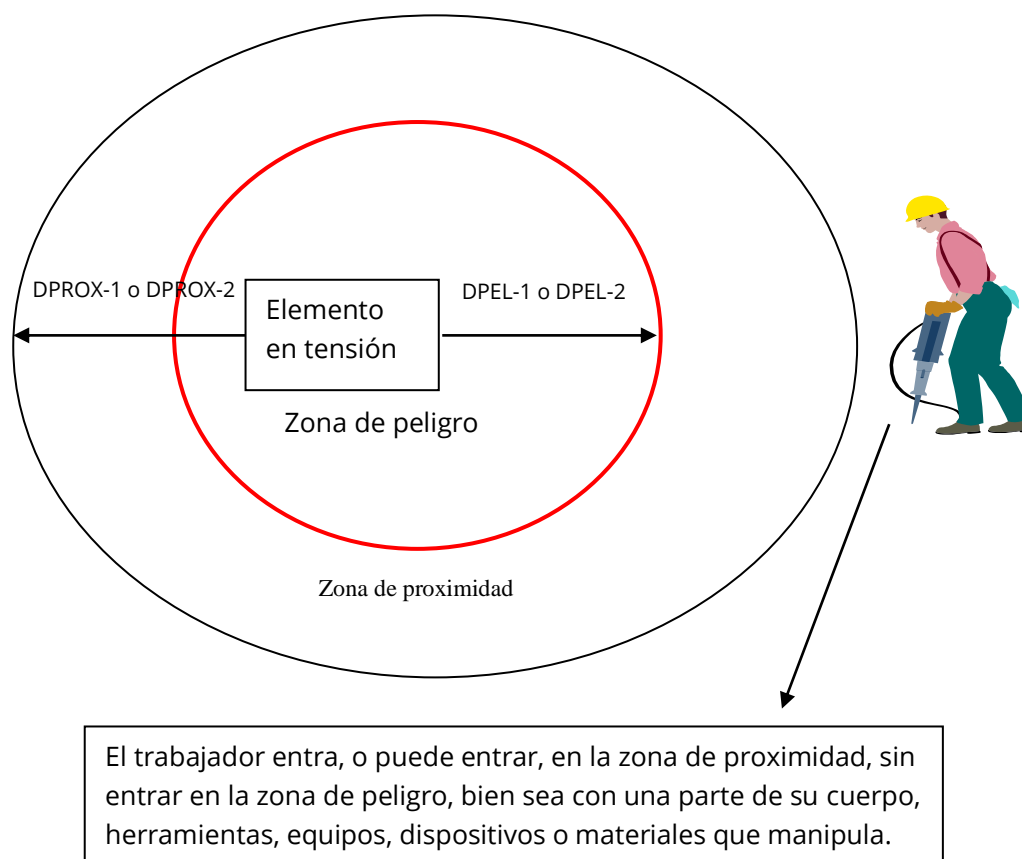 DPROX-1 o DPROX-2
DPEL-1 o DPEL-2
Elemento
en tensión
Zona de peligro
Zona de proximidad
El trabajador entra, o puede entrar, en la zona de proximidad, sin
entrar en la zona de peligro, bien sea con una parte de su cuerpo,
herramientas, equipos, dispositivos o materiales que manipula.